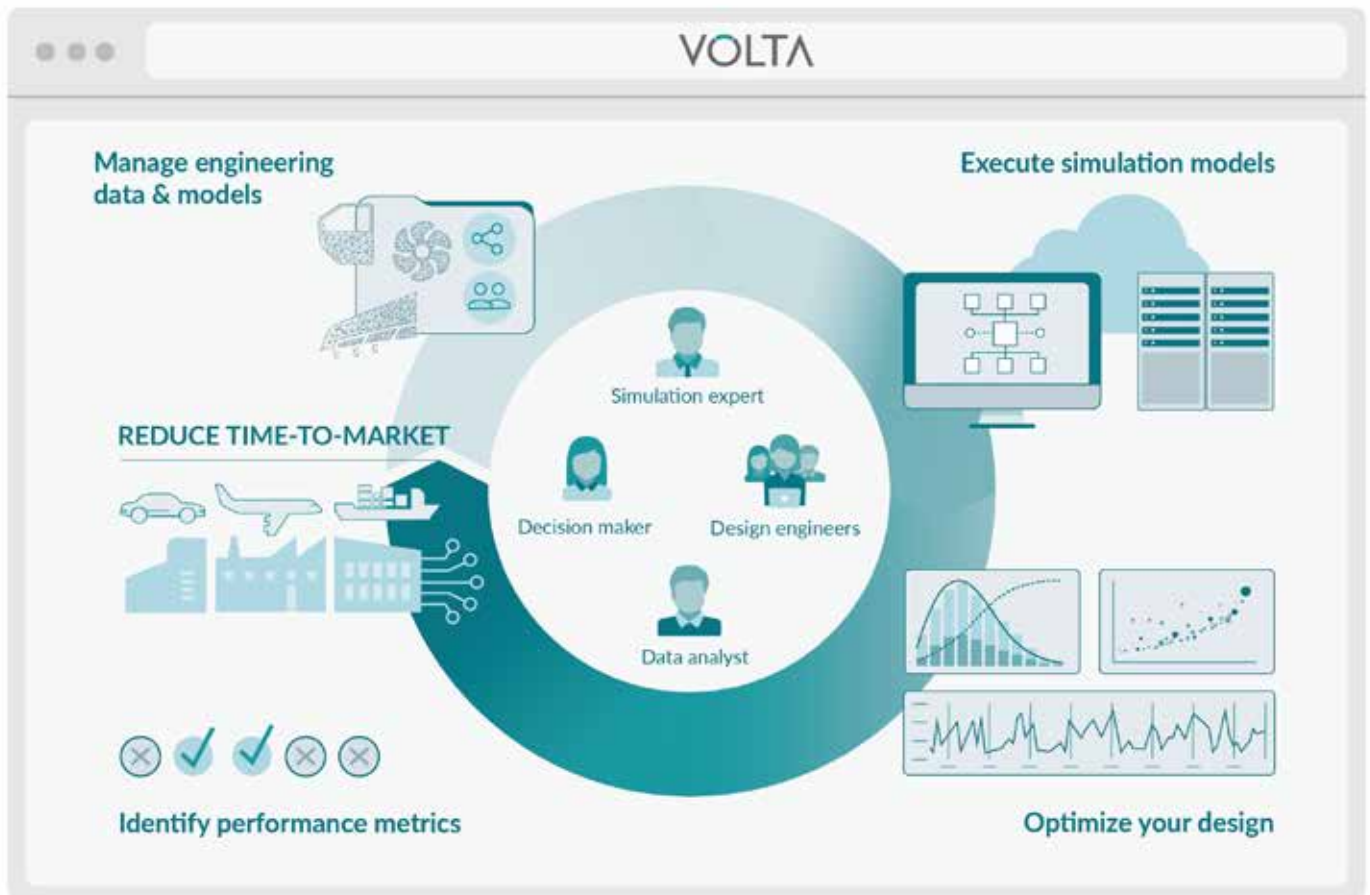 VOLTA
Manage engineering
data & models
Execute simulation models
Simulation expert
REDUCE TIME-TO-MARKET
Decision maker
Design engineers
Data analyst
Identify performance metrics
Optimize your design